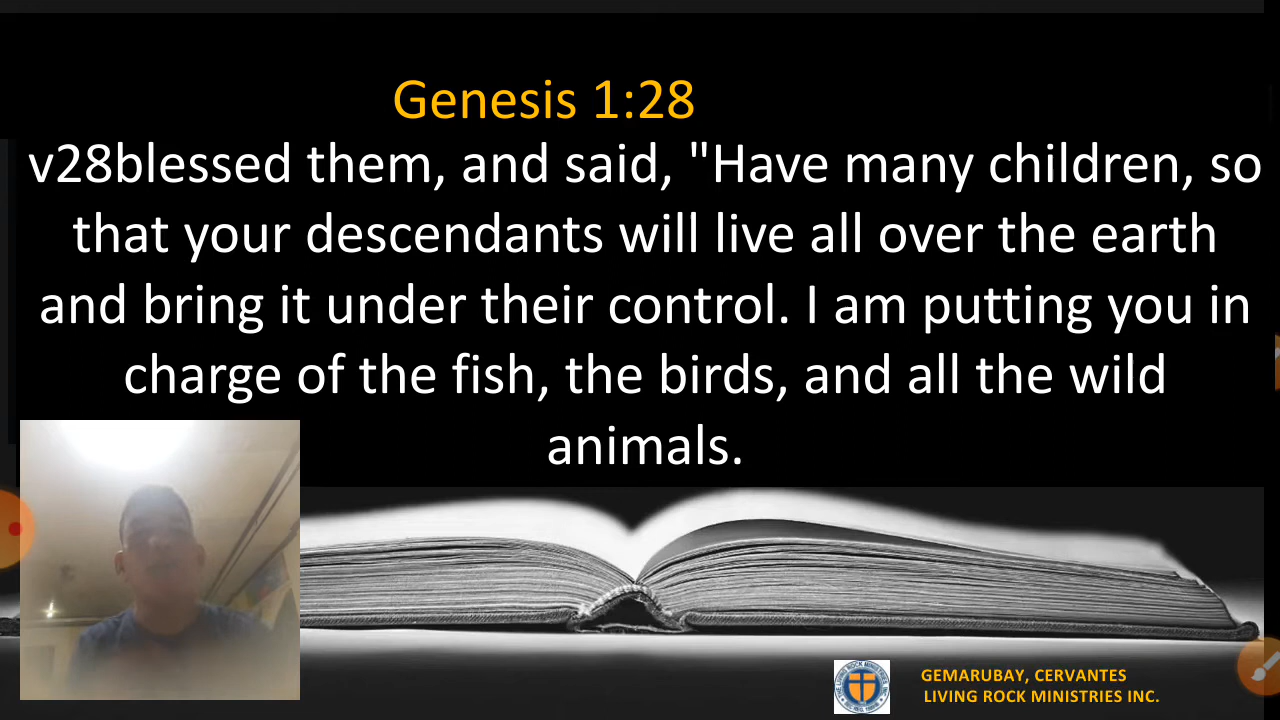 Genesis 1:28
v28blessed them, and said, "Have many children, so
that your descendants will live all over the earth
and bring it under their control. I am putting you in
charge of the fish, the birds, and all the wild
animals.
GEMARUBAY, CERVANTES
LIVING ROCK MINISTRIES INC.